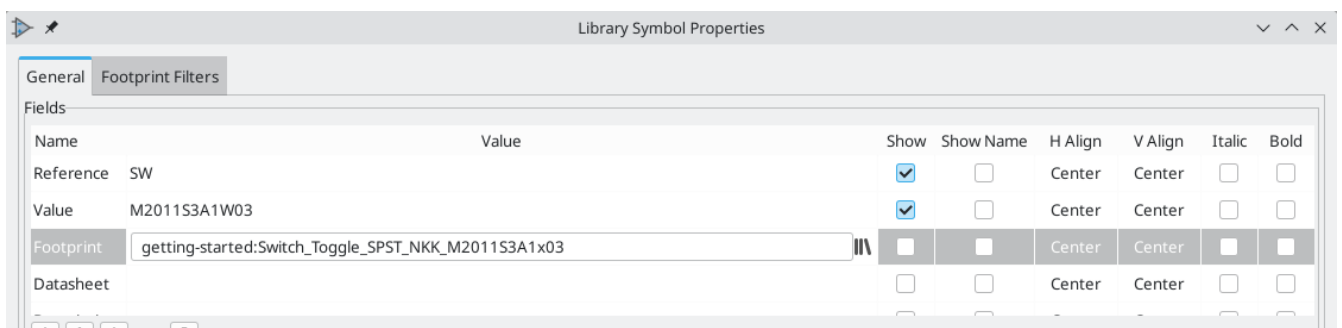 Library Symbol Properties
General Footprint Filters
Fields
Name Value Show Show Name H Align V Align Italic Bold
Reference SW Center Center
Value M2011S3A1W03 Center Center
Footprint getting-started:Switch_Toggle_SPST_NKK_M2011S3A1x03 Center Center
Datasheet Center Center